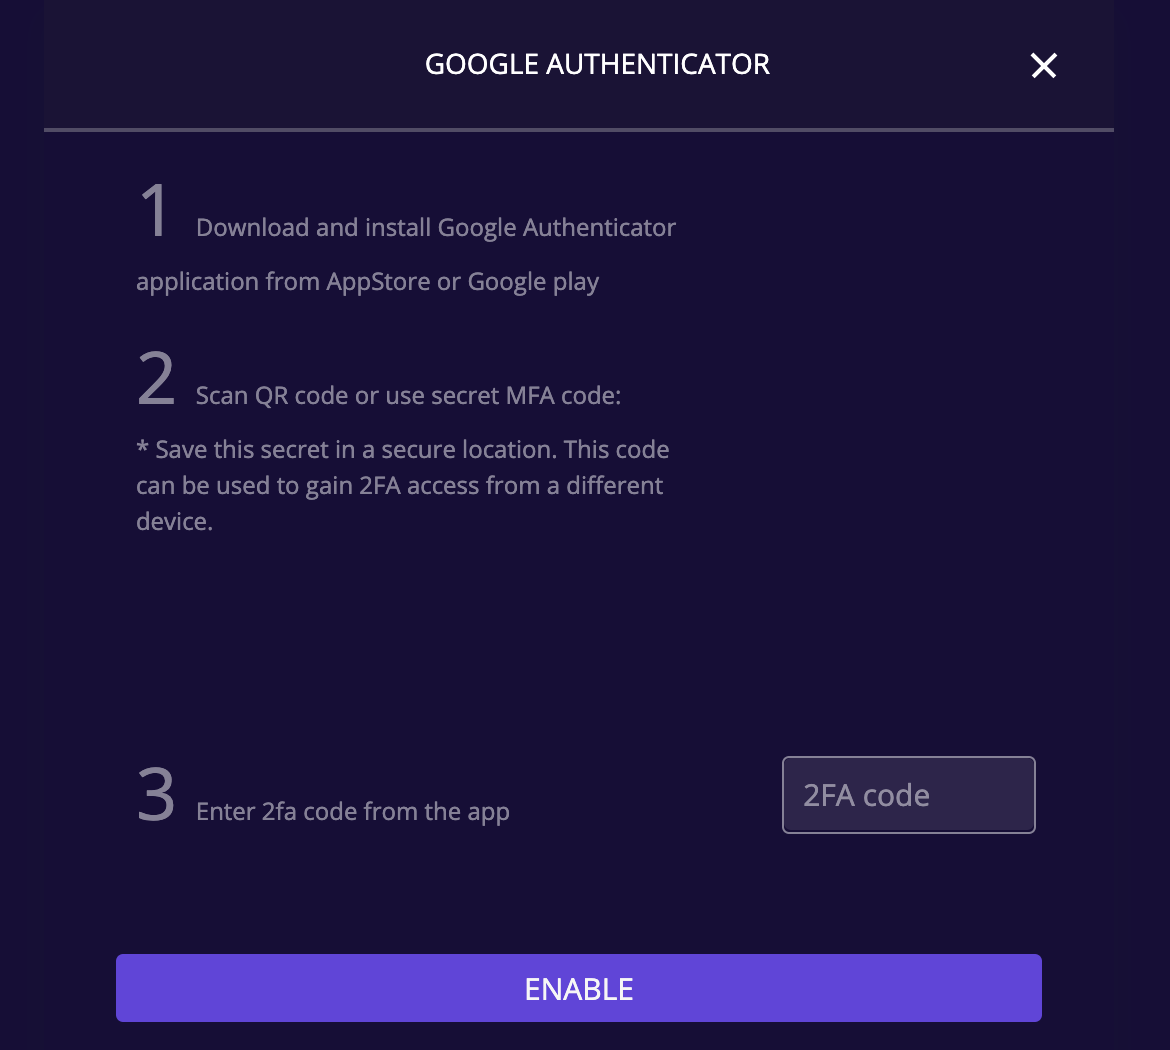 GOOGLE AUTHENTICATOR
1 Download and install Google Authenticator
application from AppStore or Google play
2 Scan QR code or use secret MFA code:
* Save this secret in a secure location. This code
can be used to gain 2FA access from a different
device.
3 Enter 2fa code from the app
2FA code
ENABLE